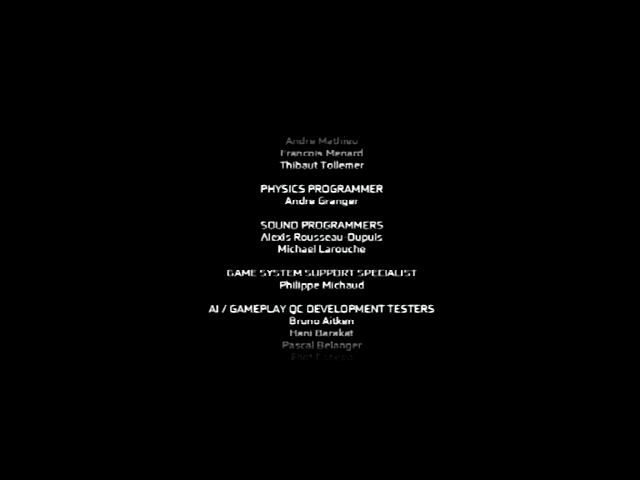 Andre Mathieu
Francois Menard
Thibaut Tollemer
PHYSICS PROGRAMMER
Andre Granger
SOUND PROGRAMMERS
Alexis Rousseau-Dupuis
Michael Larouche
GAME SYSTEM SUPPORT SPECIALIST
Philippe Michaud
AI / GAMEPLAY QC DEVELOPMENT TESTERS
Bruno Aitken
Hani Barakat
Pascal Belanger